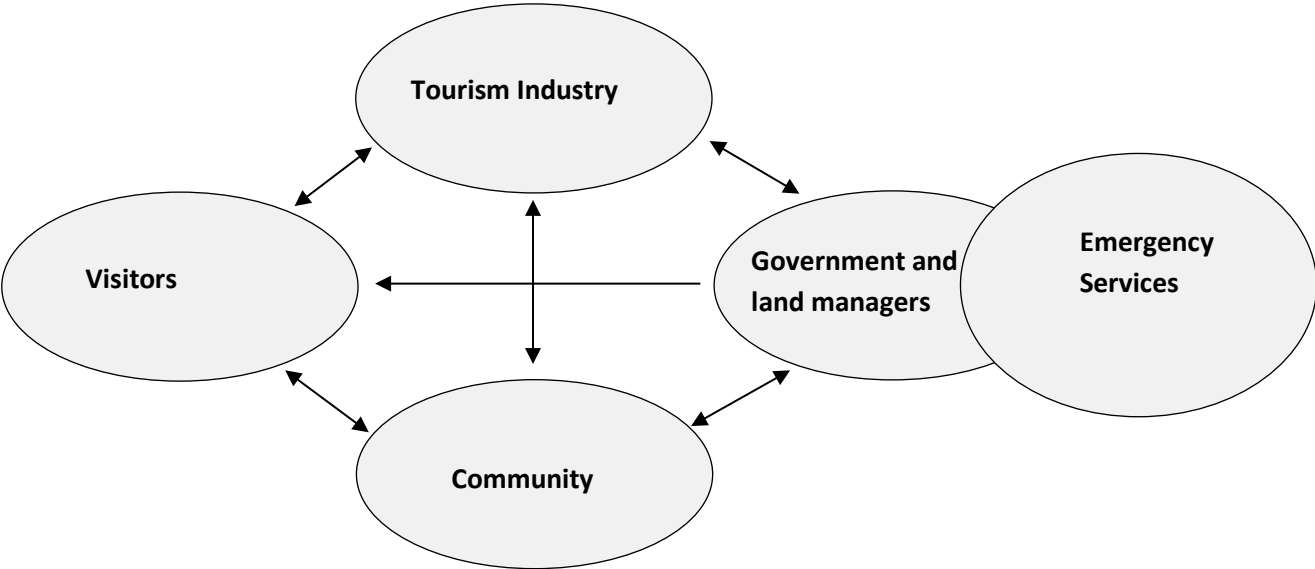 Tourism Industry
Visitors
Government and
land managers
Emergency
Services
Community